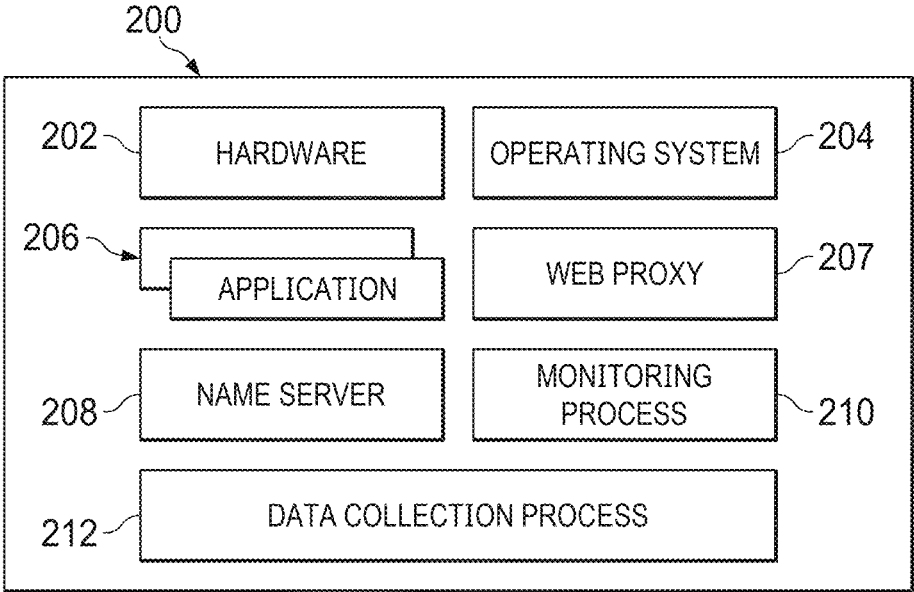 200
202 HARDWARE OPERATING SYSTEM 204
206 APPLICATION WEB PROXY 207
208 NAME SERVER MONITORING PROCESS 210
212 DATA COLLECTION PROCESS